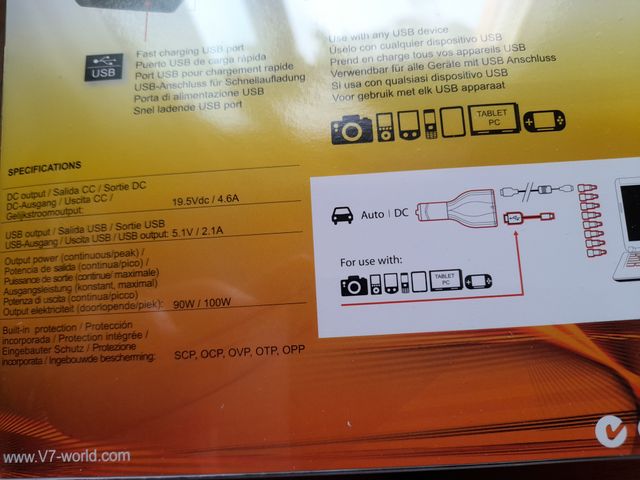 USB
Fast charging USB port
Puerto USB de carga rápida
Port USB pour chargement rapide
USB-Anschluss für Schnellaufladung
Porta di alimentazione USB
Snel ladende USB port
Use with any USB device
Úselo con cualquier dispositivo USB
Prend en charge tous vos appareils USB
Verwendbar für alle Geräte mit USB Anschluss
Si usa con qualsiasi dispositivo USB
Voor gebruik met elk USB apparaat
TABLET
PC
SPECIFICATIONS
DC output / Salida CC / Sortie DC
DC-Ausgang / Uscita CC /
Gelijkstroomoutput: 19.5Vdc / 4.6A
USB output / Salida USB / Sortie USB
USB-Ausgang / Uscita USB / USB output: 5.1V / 2.1A
Output power (continuous/peak) /
Potencia de salida (continua/pico) /
Puissance de sortie (continue/ maximale)
Ausgangsleistung (konstant, maximal)
Potenza di uscita (continua/picco)
Output elektriciteit (doorlopende/piek): 90W / 100W
Built-in protection / Protección
incorporada / Protection intégrée /
Eingebauter Schutz / Protezione
incorporata / Ingebouwde bescherming: SCP, OCP, OVP, OTP, OPP
Auto | DC
For use with:
TABLET
PC
www.V7-world.com